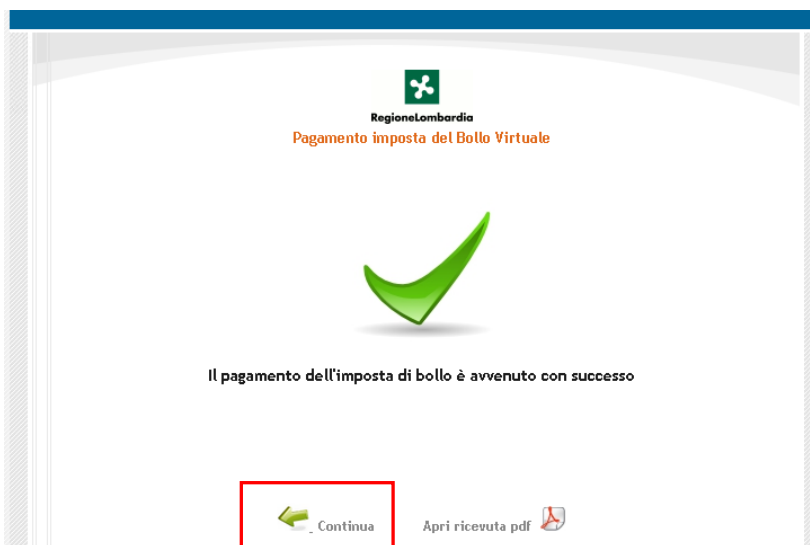 RegioneLombardia
Pagamento imposta del Bollo Virtuale
Il pagamento dell'imposta di bollo è avvenuto con successo
Continua Apri ricevuta pdf